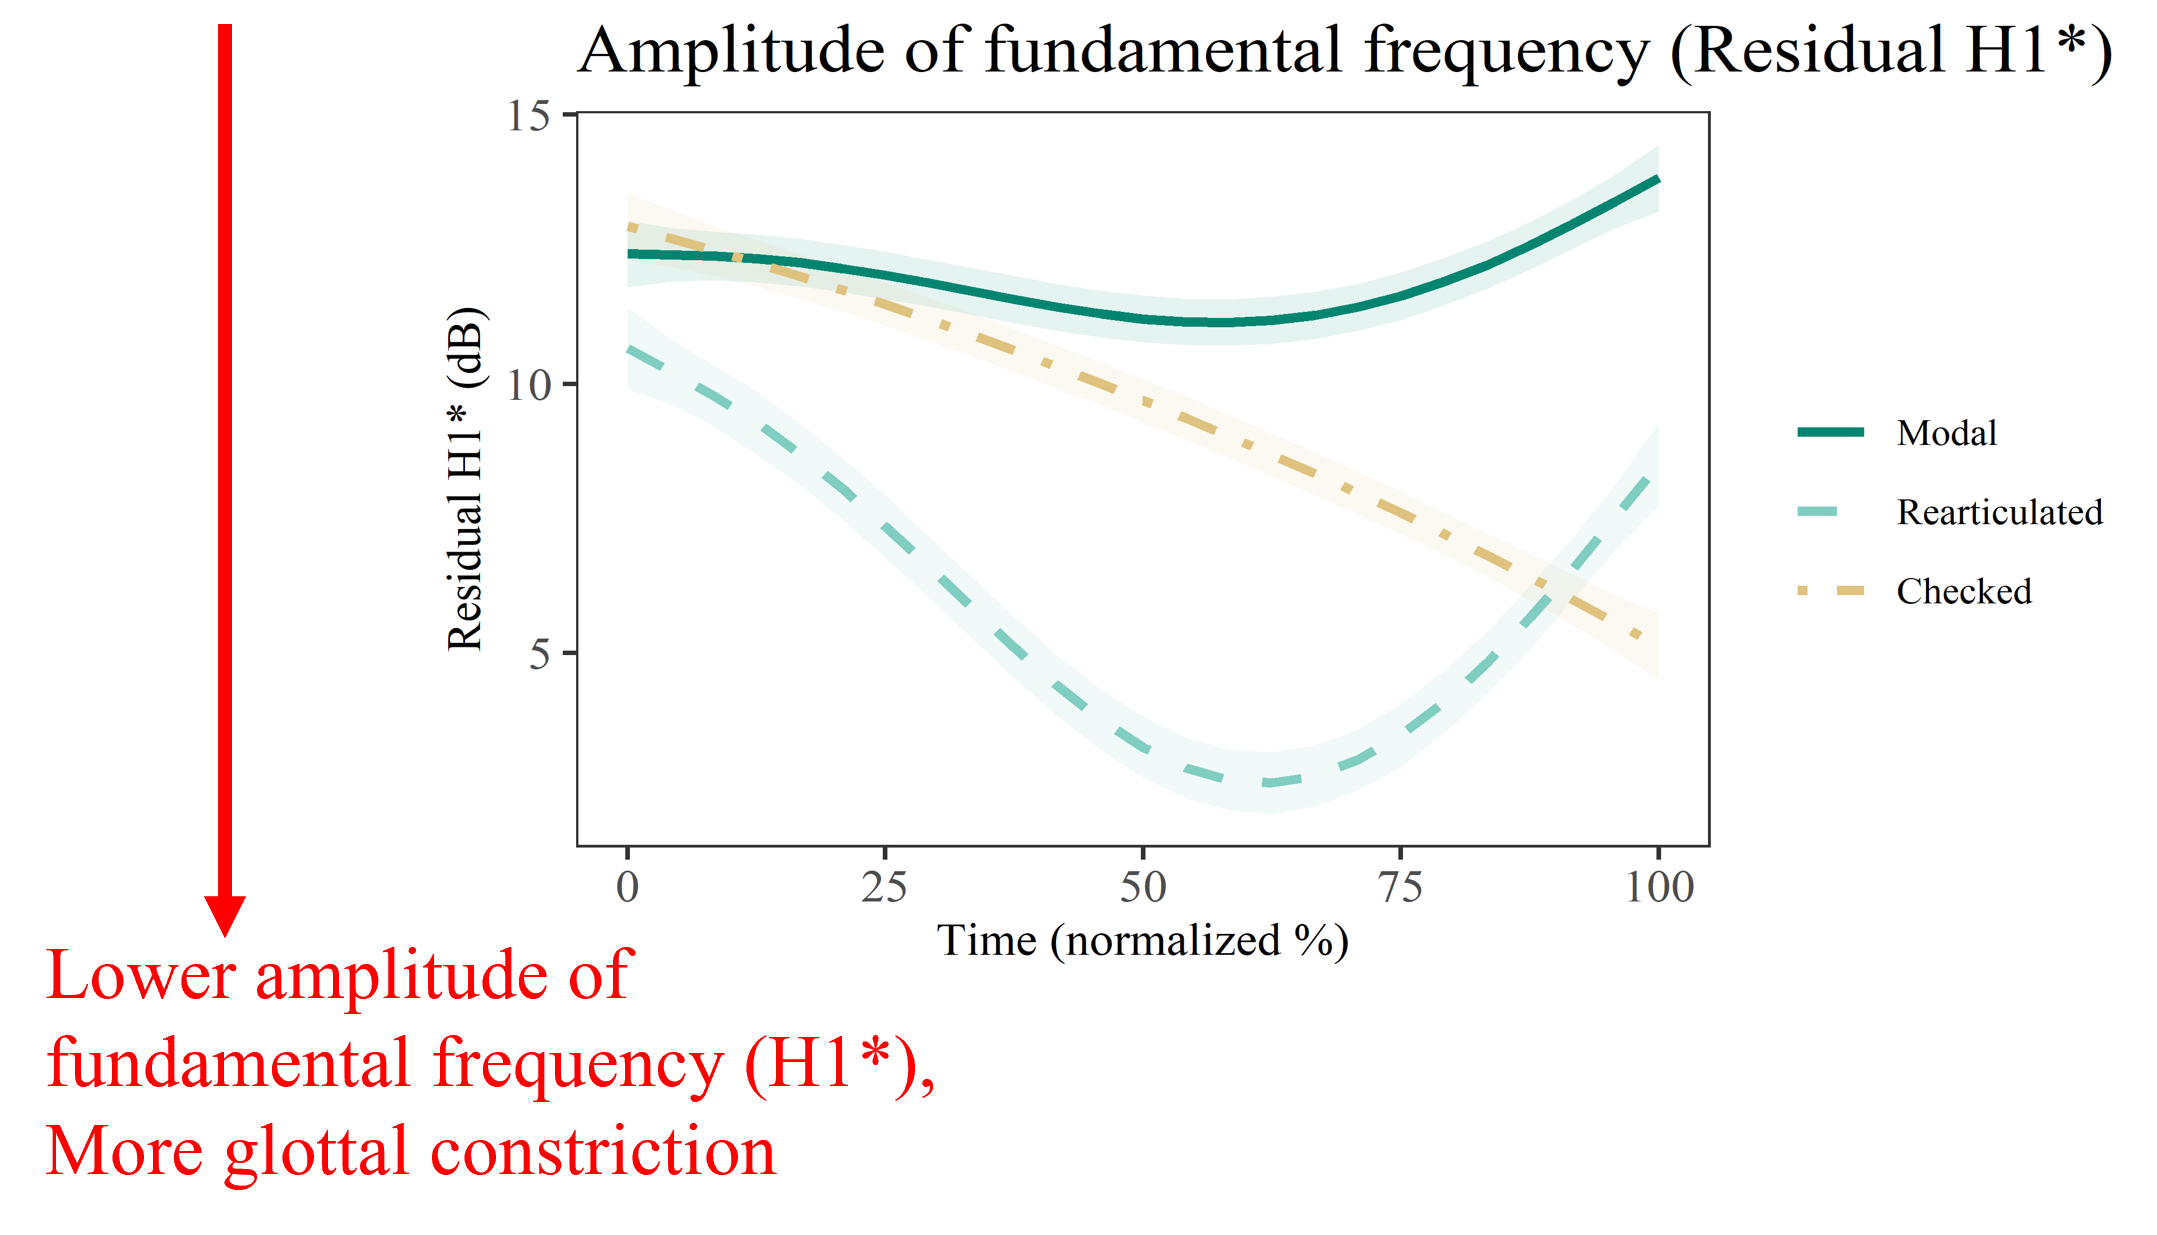 Amplitude of fundamental frequency (Residual H1*)
15
10
5
Residual H1* (dB)
0 25 50 75 100
Time (normalized %)
Modal
Rearticulated
Checked
Lower amplitude of
fundamental frequency (H1*),
More glottal constriction